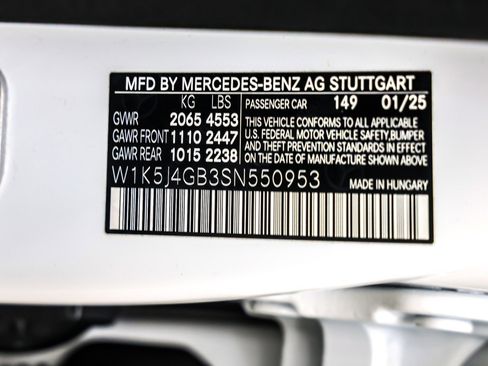 MFD BY MERCEDES-BENZ AG STUTTGART
KG LBS PASSENGER CAR 149 01/25
GVWR 2065 4553 THIS VEHICLE CONFORMS TO ALL APPLICABLE
GAWR FRONT 1110 2447 U.S. FEDERAL MOTOR VEHICLE SAFETY, BUMPER
GAWR REAR 1015 2238 AND THEFT PREVENTION STANDARDS IN EFFECT
ON THE DATE OF MANUFACTURE SHOWN ABOVE.
W1K5J4GB3SN550953 MADE IN HUNGARY